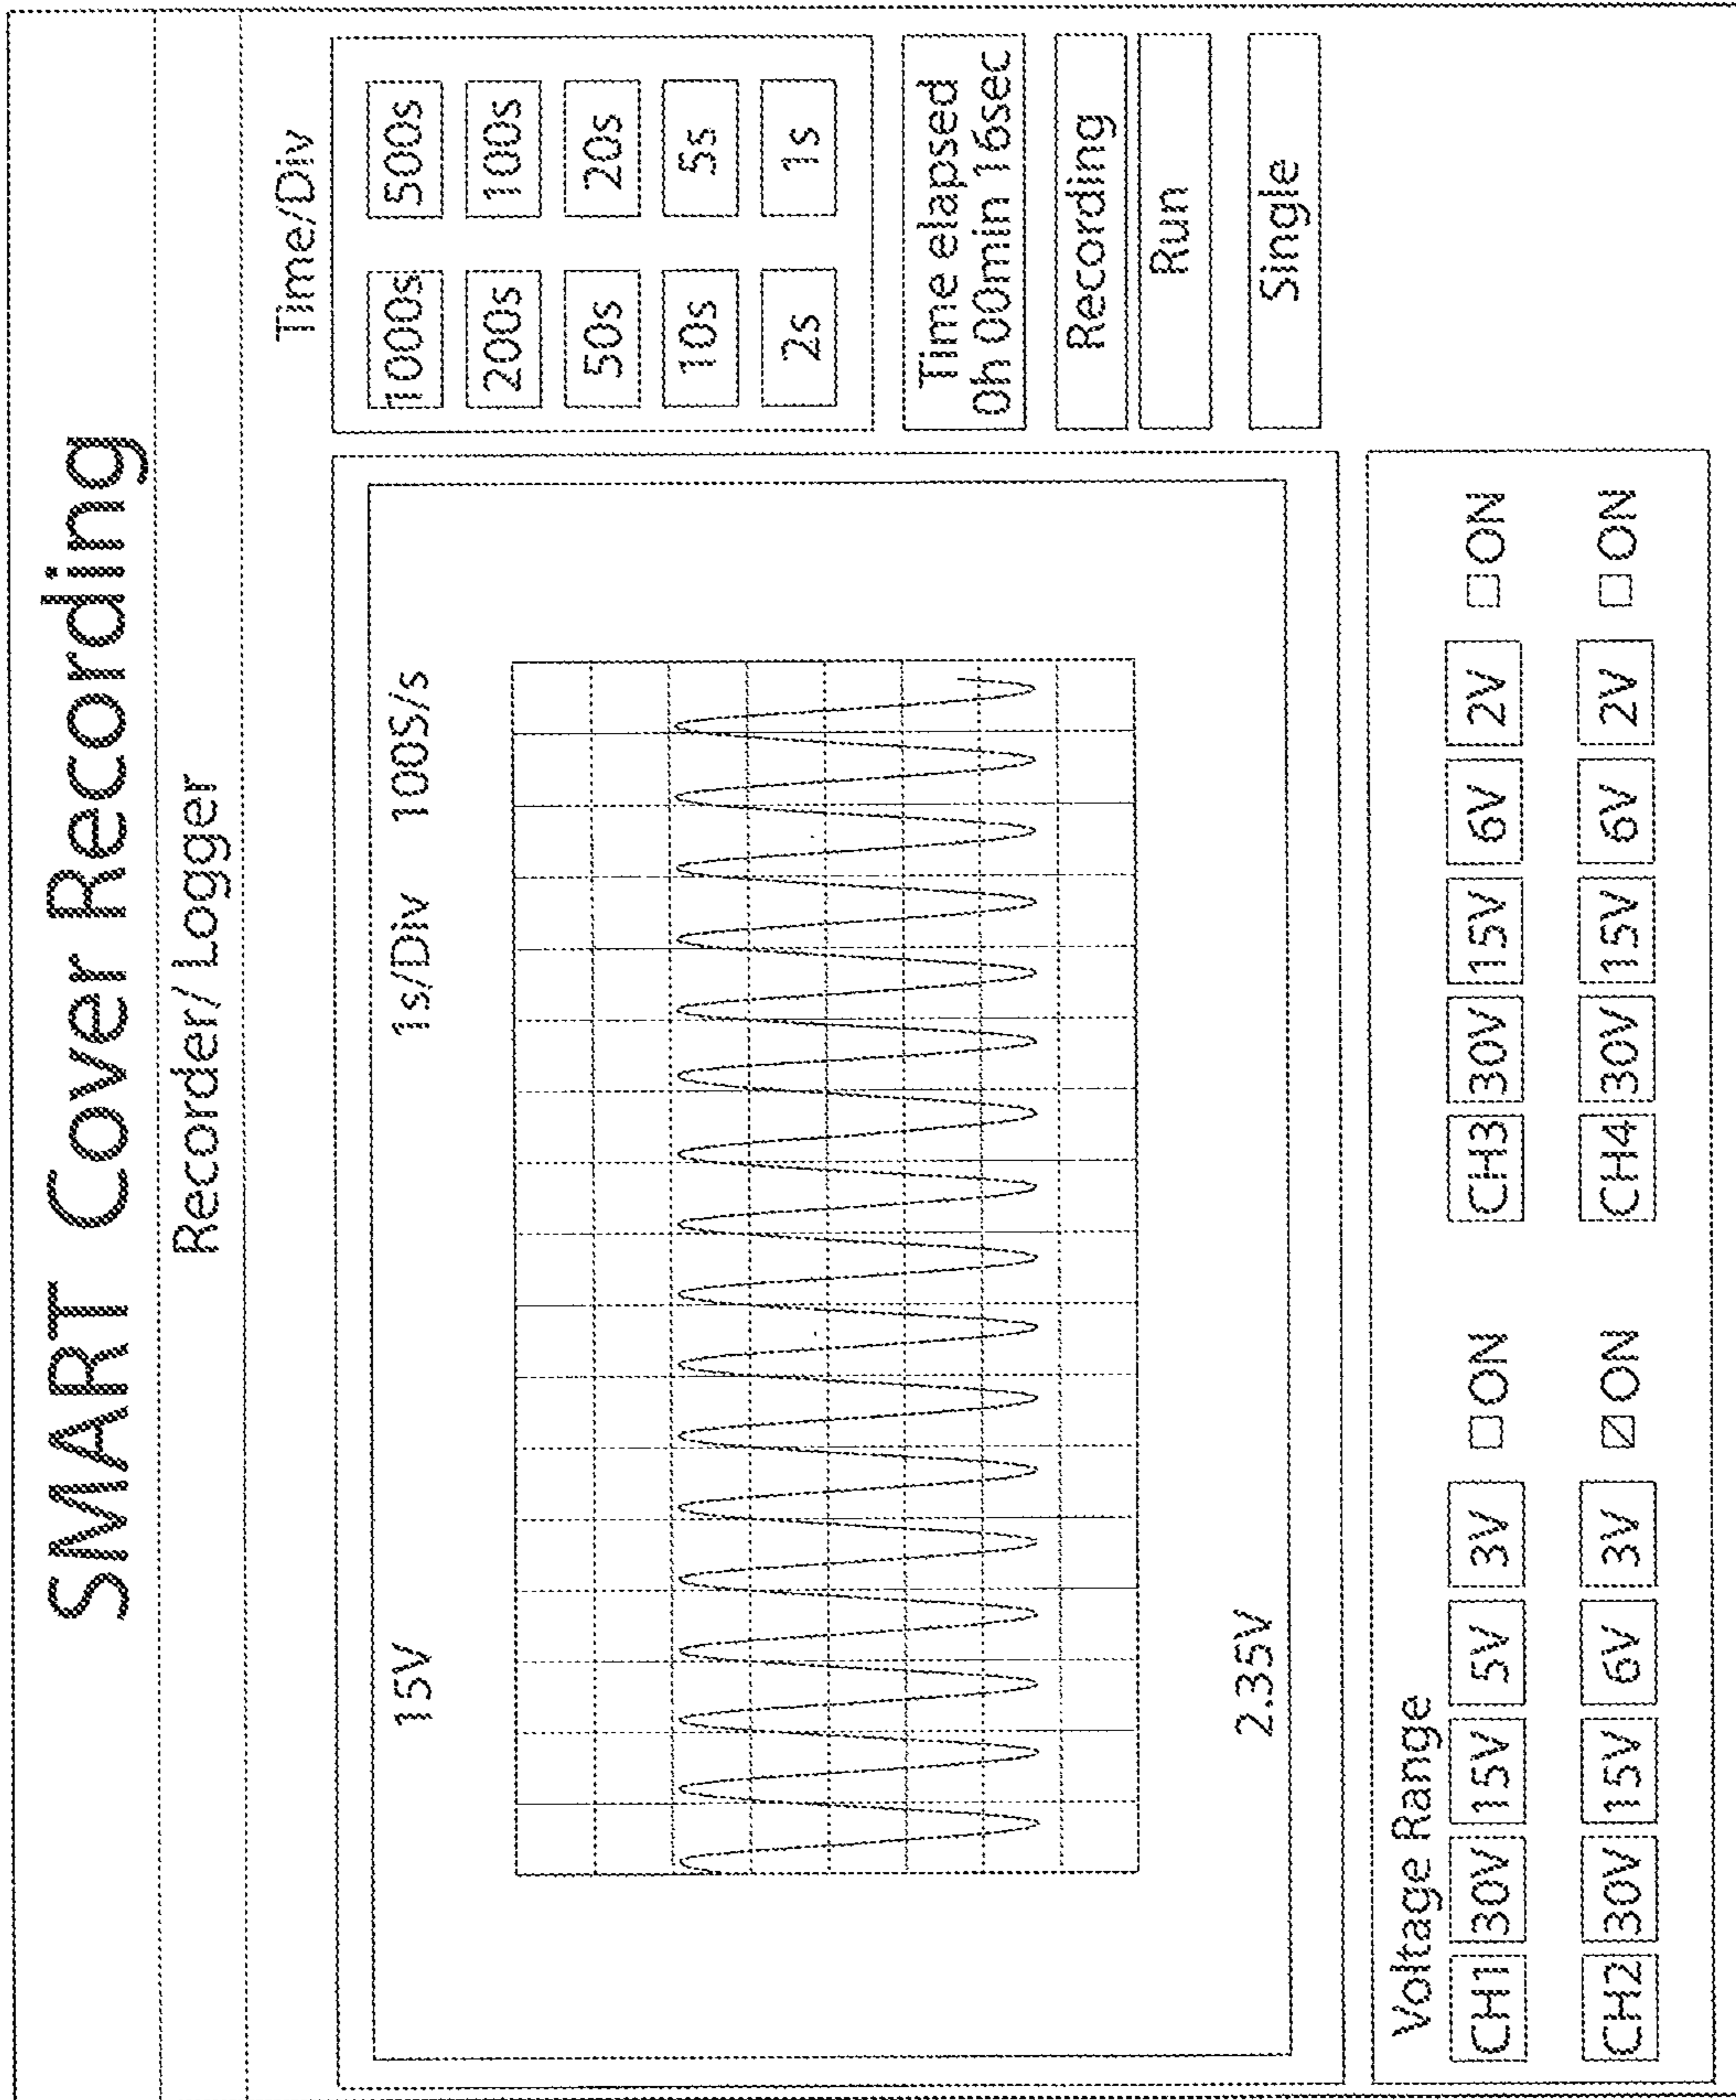 SMART Cover Recording
Recorder/ Logger
Time/Div
15V 1s/Div 100S/s
1000s 500s
200s 100s
50s 20s
10s 5s
2s 1s
Time elapsed
0h 00min 16sec
Recording
Run
Single
2.35V
Voltage Range
CH1 30V 15V 5V 3V ON CH3 30V 15V 6V 2V ON
CH2 30V 15V 6V 3V ON CH4 30V 15V 6V 2V ON